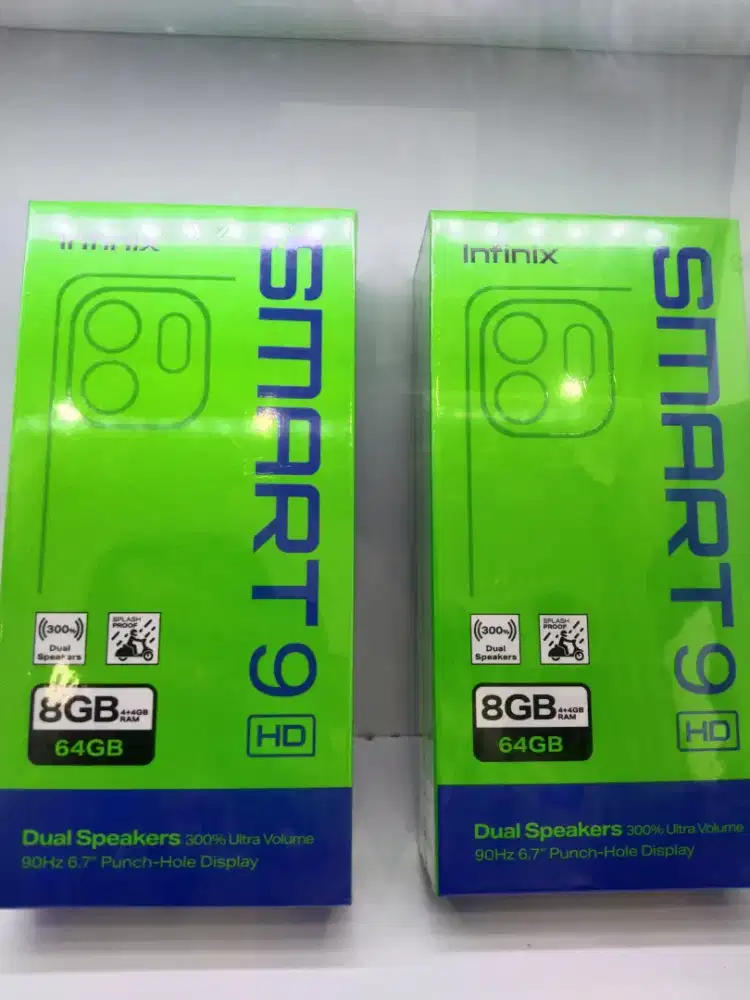 Infinix
SMART 9
HD
300%
Dual
Speakers
SPLASH
PROOF
8GB 4+4GB
RAM
64GB
Dual Speakers 300% Ultra Volume
90Hz 6.7" Punch-Hole Display
Infinix
SMART 9
HD
300%
Dual
Speakers
SPLASH
PROOF
8GB 4+4GB
RAM
64GB
Dual Speakers 300% Ultra Volume
90Hz 6.7" Punch-Hole Display